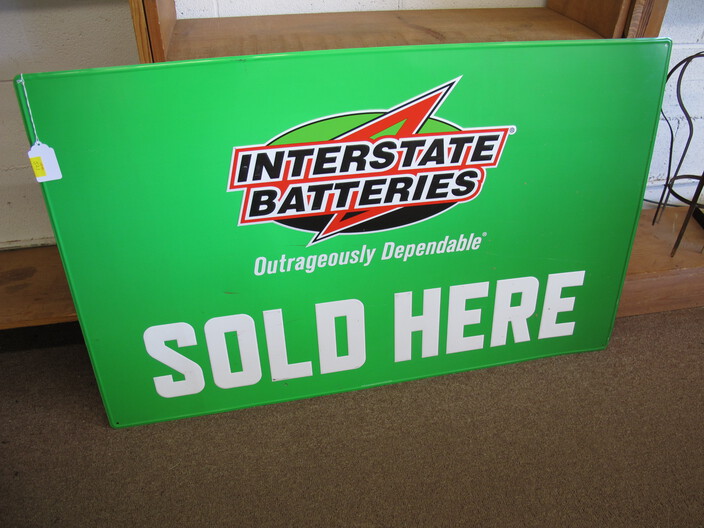 INTERSTATE
BATTERIES®
Outrageously Dependable®
SOLD HERE